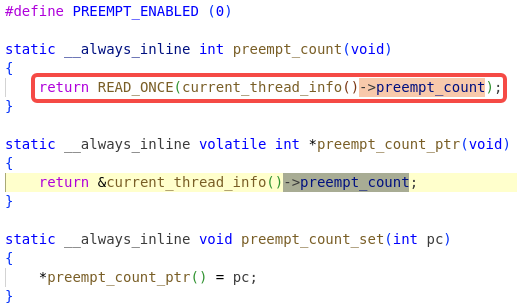 #define PREEMPT_ENABLED (0)
static __always_inline int preempt_count(void)
{
return READ_ONCE(current_thread_info()->preempt_count);
}
static __always_inline volatile int *preempt_count_ptr(void)
{
return &current_thread_info()->preempt_count;
}
static __always_inline void preempt_count_set(int pc)
{
*preempt_count_ptr() = pc;
}